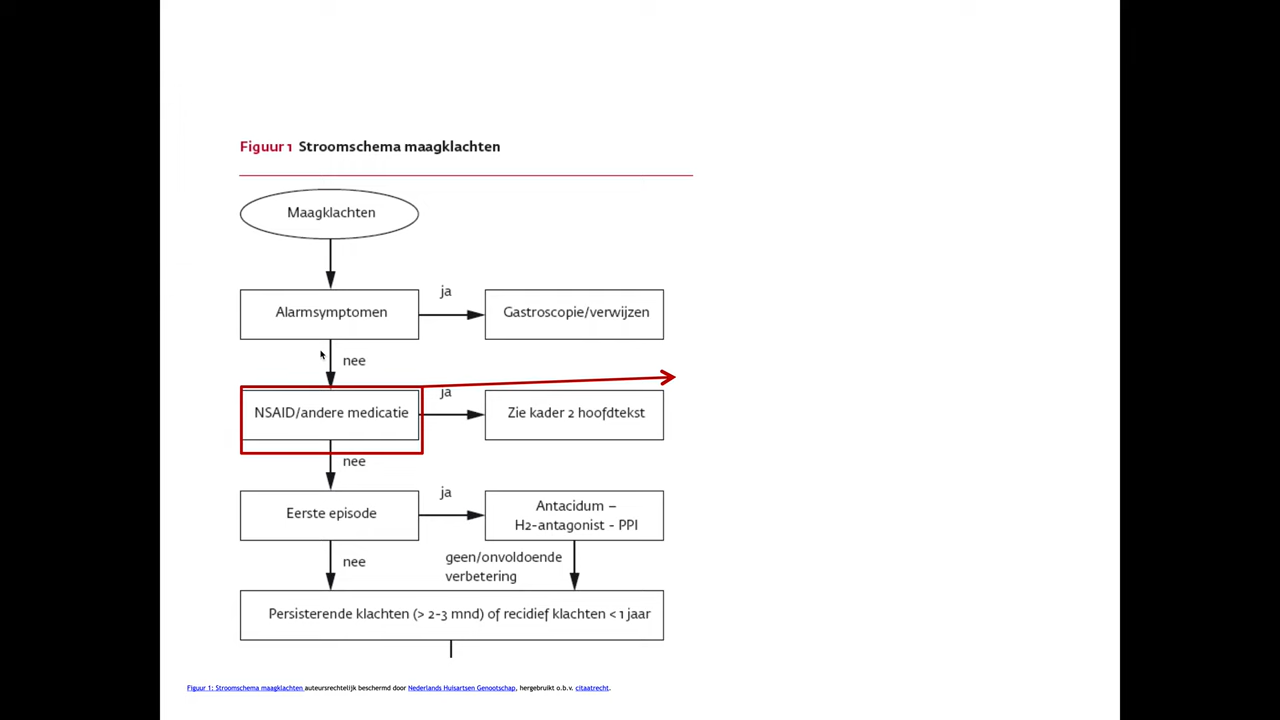 Figuur 1 Stroomschema maagklachten
Maagklachten
ja
Alarmsymptomen
Gastroscopie/verwijzen
nee
ja
NSAID/andere medicatie
Zie kader 2 hoofdtekst
nee
ja
Eerste episode
Antacidum –
H2-antagonist - PPI
nee
geen/onvoldoende
verbetering
Persisterende klachten (> 2-3 mnd) of recidief klachten < 1 jaar
Figuur 1: Stroomschema maagklachten auteursrechtelijk beschermd door Nederlands Huisartsen Genootschap, hergebruikt o.b.v. citaatrecht.